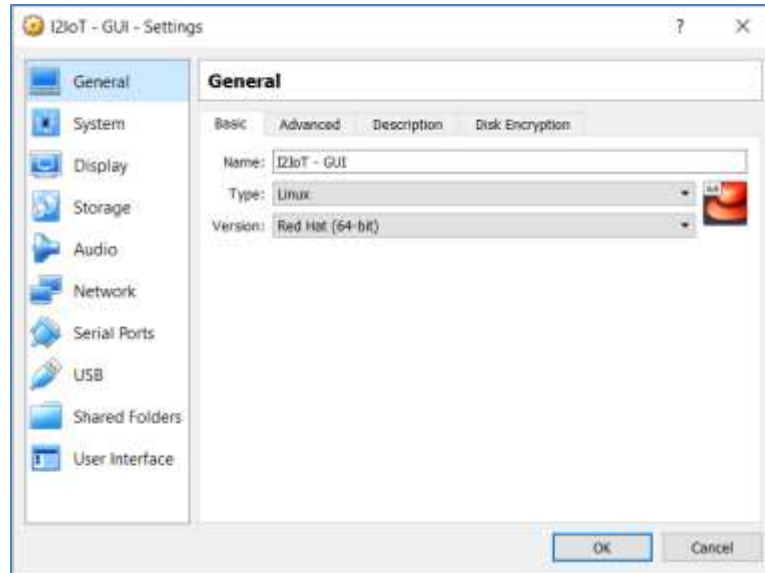 I2IoT - GUI - Settings
?
General
System
Display
Storage
Audio
Network
Serial Ports
USB
Shared Folders
User Interface
General
Basic Advanced Description Disk Encryption
Name: I2IoT - GUI
Type: Linux
Version: Red Hat (64-bit)
64
OK Cancel